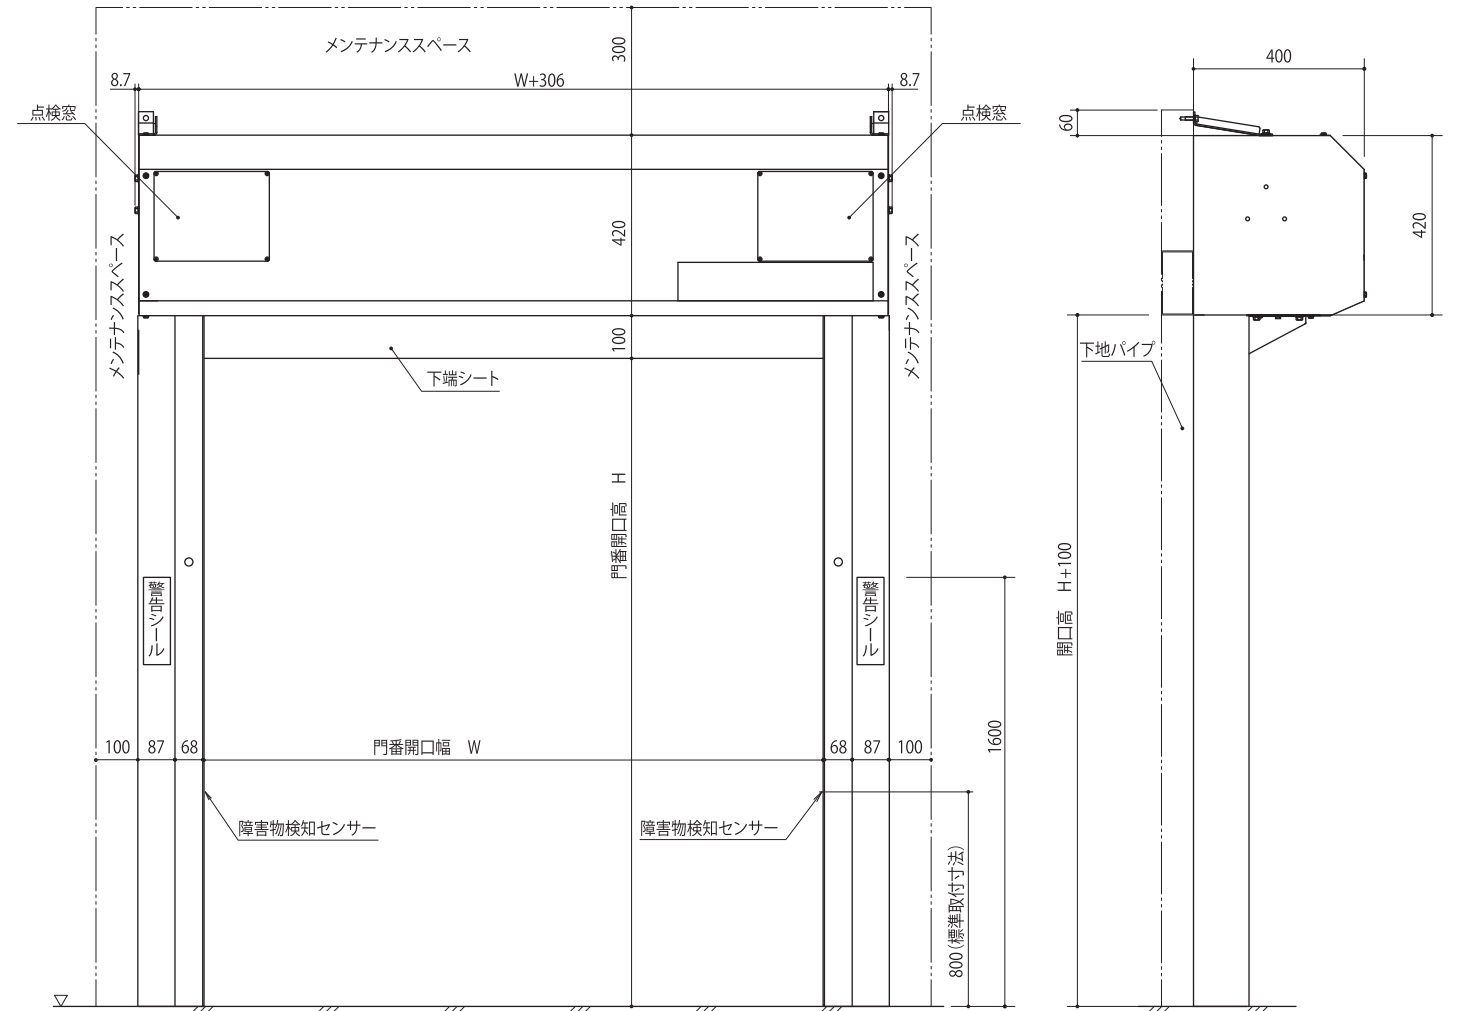 メンテナンススペース
300
400
8.7
W+306
8.7
点検窓
点検窓
60
420
420
メンテナンススペース
メンテナンススペース
100
下端シート
下地パイプ
門番開口高 H
開口高 H+100
警告シール
警告シール
1600
100
87
68
門番開口幅 W
68
87
100
障害物検知センサー
障害物検知センサー
800(標準取付寸法)